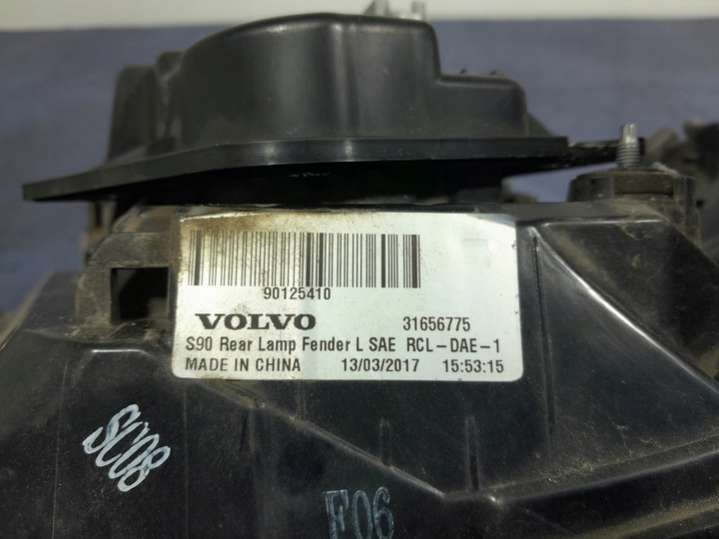 90125410
VOLVO 31656775
S90 Rear Lamp Fender L SAE RCL-DAE-1
MADE IN CHINA 13/03/2017 15:53:15
SC08
F06